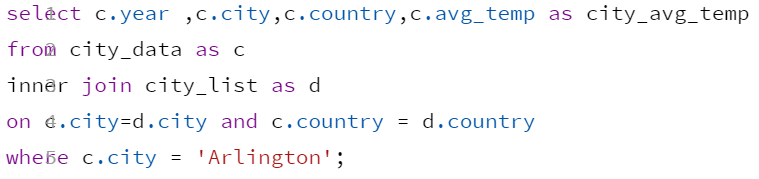 select c.year ,c.city,c.country,c.avg_temp as city_avg_temp
from city_data as c
inner join city_list as d
on c.city=d.city and c.country = d.country
where c.city = 'Arlington';